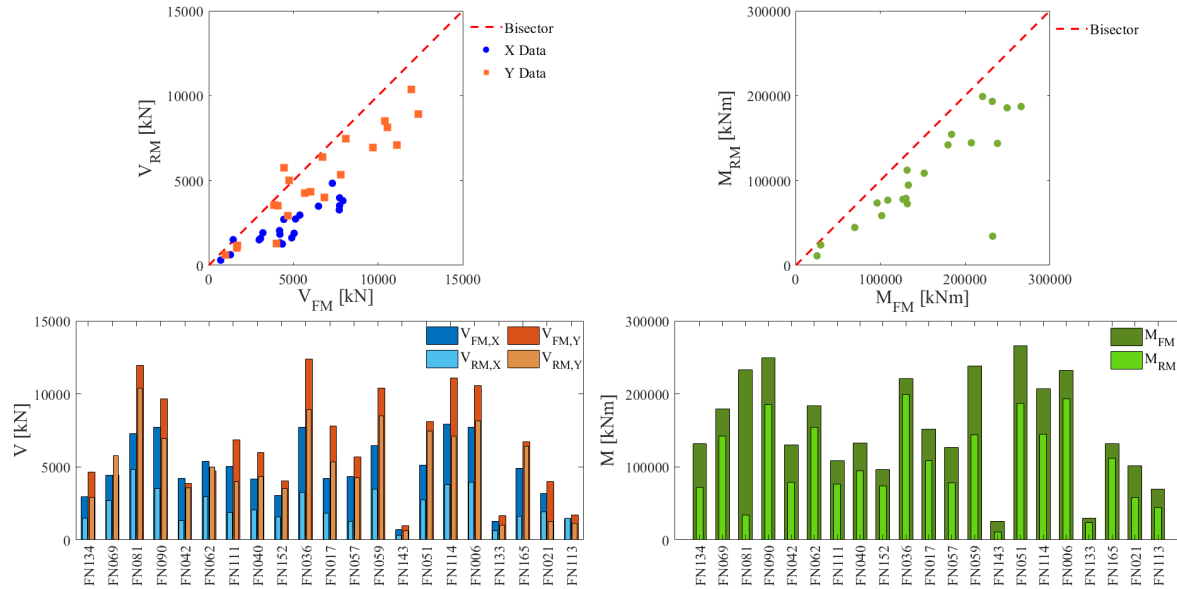 15000
10000
5000
0
0
5000
10000
15000
V_RM [kN]
V_FM [kN]
Bisector
X Data
Y Data
300000
200000
100000
0
0
100000
200000
300000
M_RM [kNm]
M_FM [kNm]
Bisector
15000
10000
5000
0
V [kN]
V_FM,X
V_FM,Y
V_RM,X
V_RM,Y
FN134
FN069
FN081
FN090
FN042
FN062
FN111
FN040
FN152
FN036
FN017
FN057
FN059
FN143
FN051
FN114
FN006
FN133
FN165
FN021
FN113
300000
200000
100000
0
M [kNm]
M_FM
M_RM
FN134
FN069
FN081
FN090
FN042
FN062
FN111
FN040
FN152
FN036
FN017
FN057
FN059
FN143
FN051
FN114
FN006
FN133
FN165
FN021
FN113